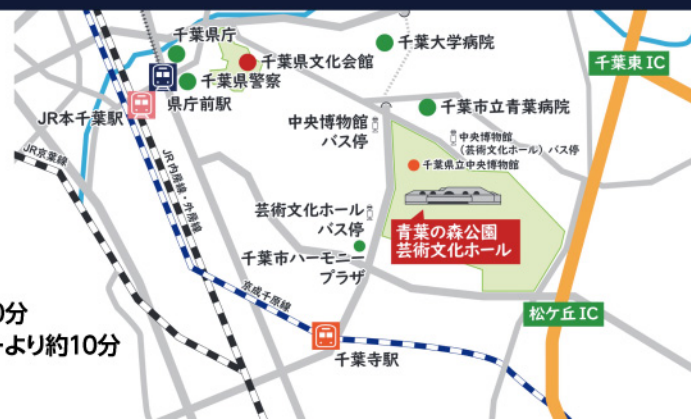 千葉県庁
千葉県文化会館
千葉大学病院
千葉東IC
千葉県警察
県庁前駅
JR本千葉駅
千葉市立青葉病院
中央博物館
バス停
中央博物館
(芸術文化ホール)バス停
千葉県立中央博物館
JR京葉線
JR内房線・外房線
芸術文化ホール
バス停
青葉の森公園
芸術文化ホール
千葉市ハーモニー
プラザ
京成千原線
松ケ丘IC
0分
より約10分
千葉寺駅